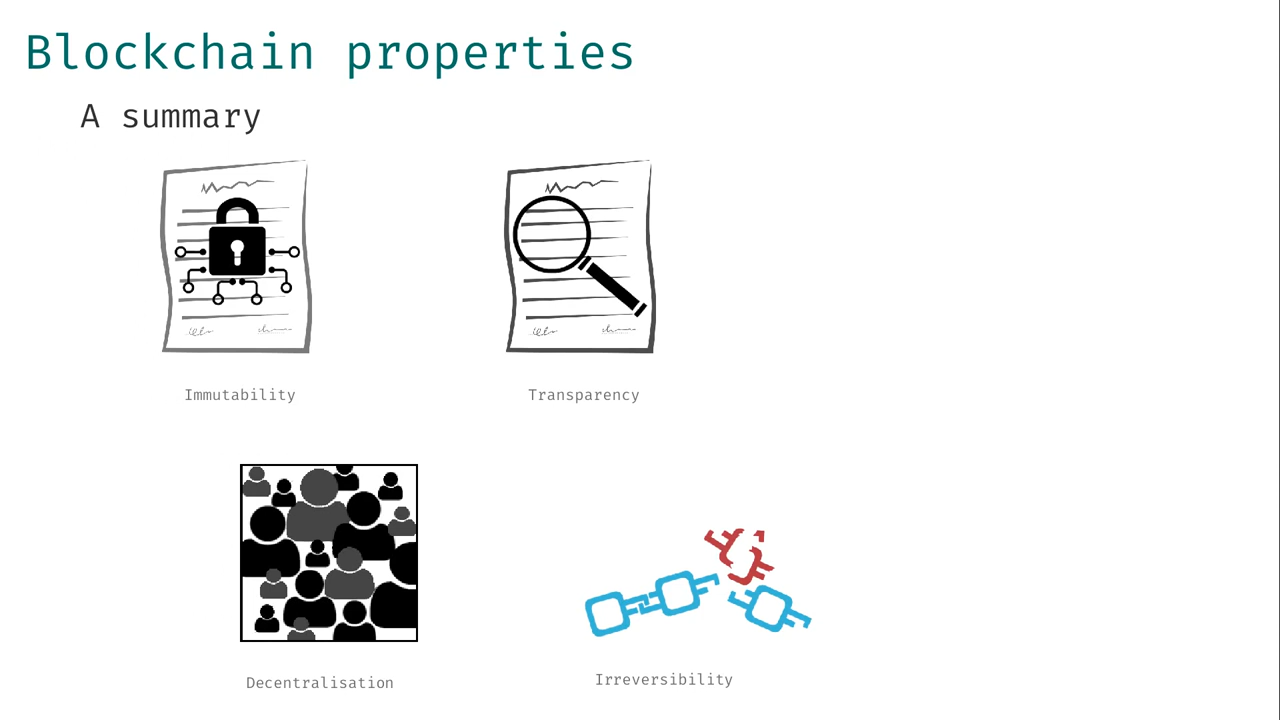 Blockchain properties
A summary
Immutability
Transparency
Decentralisation
Irreversibility